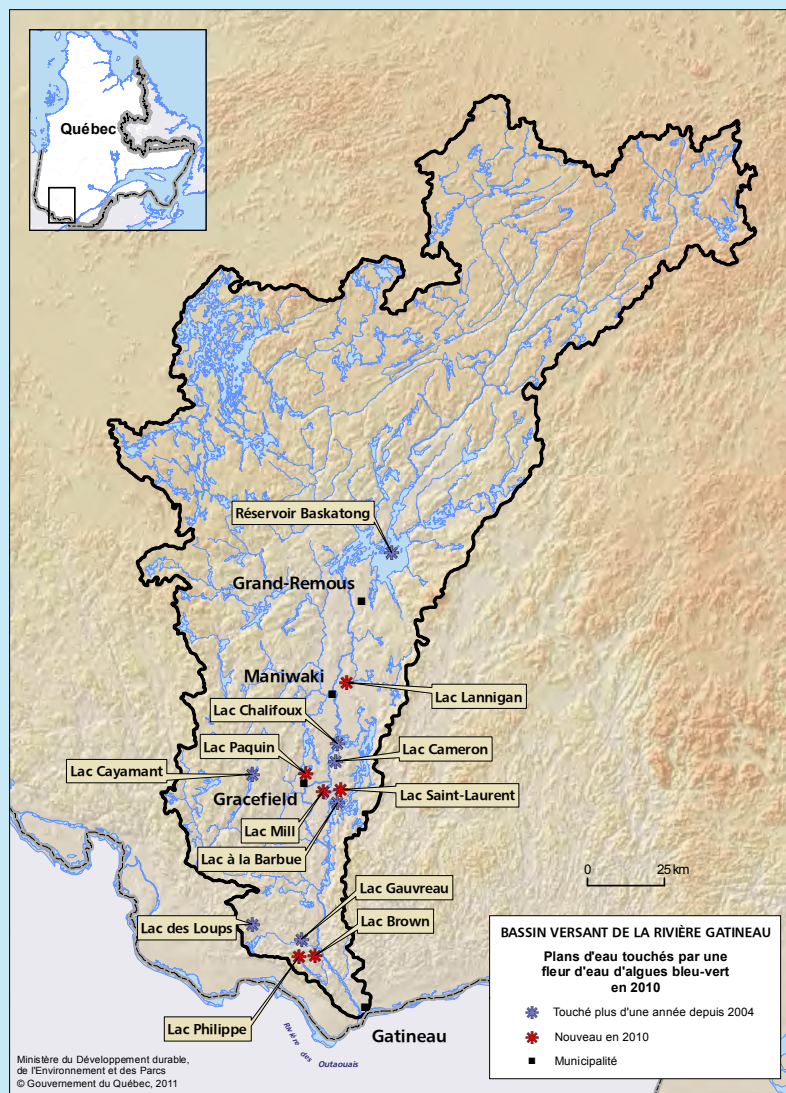 Québec
Réservoir Baskatong
Grand-Remous
Maniwaki
Lac Lannigan
Lac Chalifoux
Lac Paquin
Lac Cameron
Lac Cayamant
Gracefield
Lac Saint-Laurent
Lac Mill
Lac à la Barbue
0 25 km
Lac Gauvreau
Lac des Loups
Lac Brown
Lac Philippe
Gatineau
Rivière des Outaouais
BASSIN VERSANT DE LA RIVIÈRE GATINEAU
Plans d'eau touchés par une
fleur d'eau d'algues bleu-vert
en 2010
Touché plus d'une année depuis 2004
Nouveau en 2010
Municipalité
Ministère du Développement durable,
de l'Environnement et des Parcs
© Gouvernement du Québec, 2011